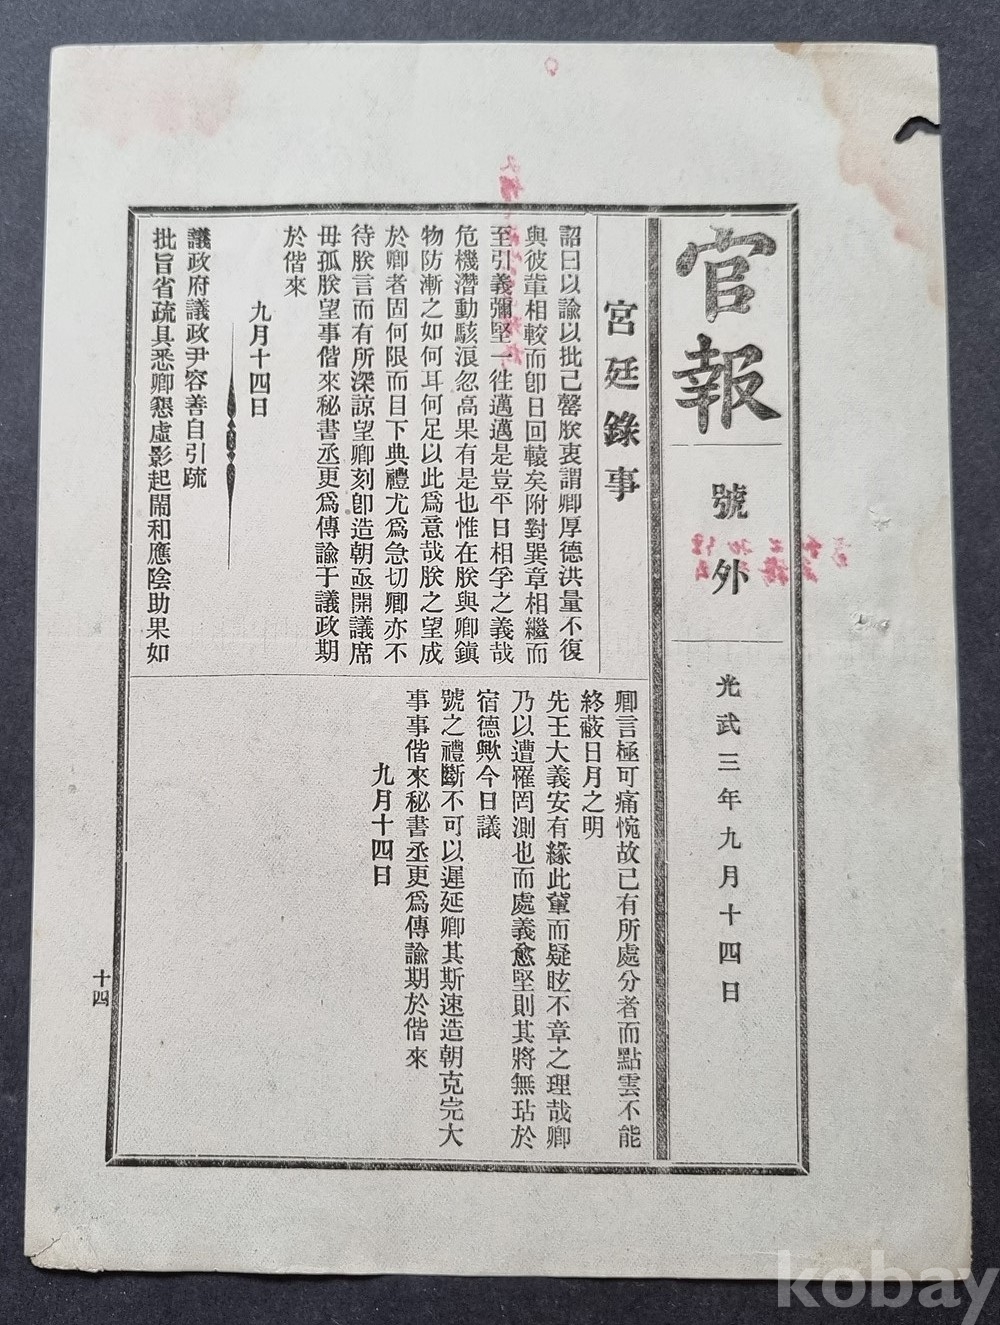 官報
號外
光武三年九月十四日
宮廷錄事
詔曰以諭以批已罄朕衷謂卿厚德洪量不復
與彼輩相較而卽日回轅矣附對巽章相繼而
至引義彌堅一徃邁邁是豈平日相孚之義哉
危機潛動駭浪忽高果有是也惟在朕與卿鎭
物防漸之如何耳何足以此爲意哉朕之望成
於卿者固何限而目下典禮尤爲急切卿亦不
待朕言而有所深諒望卿刻卽造朝亟開議席
毋孤朕望事偕來秘書丞更爲傳諭于議政期
於偕來
九月十四日
議政府議政尹容善自引疏
批旨省疏具悉卿懇虛影起鬧和應陰助果如
卿言極可痛惋故已有所處分者而點雲不能
終蔽日月之明
先王大義安有緣此輩而疑眩不章之理哉卿
乃以遭罹罔測也而處義愈堅則其將無玷於
宿德歟今日議
號之禮斷不可以遲延卿其斯速造朝克完大
事事偕來秘書丞更爲傳諭期於偕來
九月十四日
十四
kobay